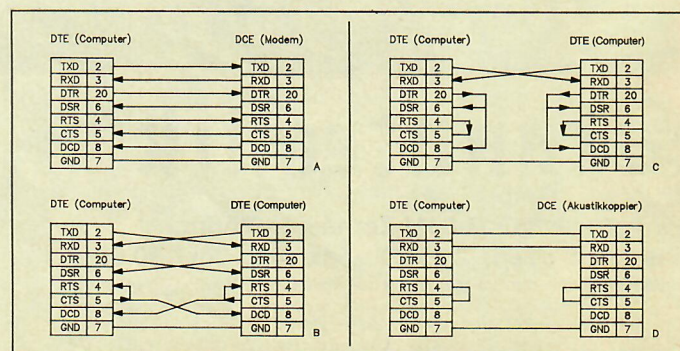 DTE (Computer) DCE (Modem)
TXD 2 TXD 2
RXD 3 RXD 3
DTR 20 DTR 20
DSR 6 DSR 6
RTS 4 RTS 4
CTS 5 CTS 5
DCD 8 DCD 8
GND 7 GND 7
A
DTE (Computer) DTE (Computer)
TXD 2 TXD 2
RXD 3 RXD 3
DTR 20 DTR 20
DSR 6 DSR 6
RTS 4 RTS 4
CTS 5 CTS 5
DCD 8 DCD 8
GND 7 GND 7
B
DTE (Computer) DTE (Computer)
TXD 2 TXD 2
RXD 3 RXD 3
DTR 20 DTR 20
DSR 6 DSR 6
RTS 4 RTS 4
CTS 5 CTS 5
DCD 8 DCD 8
GND 7 GND 7
C
DTE (Computer) DCE (Akustikkoppler)
TXD 2 TXD 2
RXD 3 RXD 3
DTR 20 DTR 20
DSR 6 DSR 6
RTS 4 RTS 4
CTS 5 CTS 5
DCD 8 DCD 8
GND 7 GND 7
D